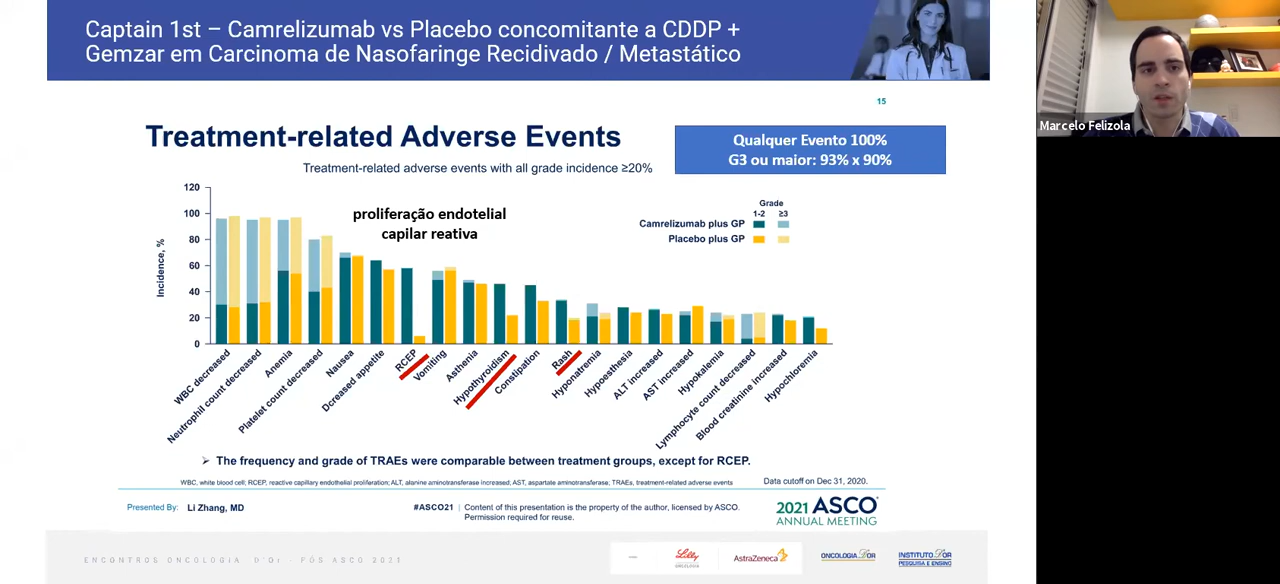 Captain 1st – Camrelizumab vs Placebo concomitante a CDDP +
Gemzar em Carcinoma de Nasofaringe Recidivado / Metastático
Marcelo Felizola
15
Treatment-related Adverse Events
Qualquer Evento 100%
G3 ou maior: 93% x 90%
Treatment-related adverse events with all grade incidence ≥20%
proliferação endotelial
capilar reativa
Grade
1-2 ≥3
Camrelizumab plus GP
Placebo plus GP
Incidence, %
120
100
80
60
40
20
0
WBC decreased
Neutrophil count decreased
Anemia
Platelet count decreased
Nausea
Dcreased appetite
RCEP
Vomiting
Asthenia
Hypothyroidism
Constipation
Rash
Hyponatremia
Hypoesthesia
ALT increased
AST increased
Hypokalemia
Lymphocyte count decreased
Blood creatinine increased
Hypochloremia
➢ The frequency and grade of TRAEs were comparable between treatment groups, except for RCEP.
WBC, white blood cell; RCEP, reactive capillary endothelial proliferation; ALT, alanine aminotransferase increased, AST, aspartate aminotransferase; TRAEs, treatment-related adverse events
Data cutoff on Dec 31, 2020.
Presented By: Li Zhang, MD
#ASCO21 | Content of this presentation is the property of the author, licensed by ASCO.
Permission required for reuse.
2021 ASCO
ANNUAL MEETING
ENCONTROS ONCOLOGIA D'Or - PÓS ASCO 2021
Lilly
AstraZeneca
ONCOLOGIA D'OR
INSTITUTO D'OR
PESQUISA E ENSINO